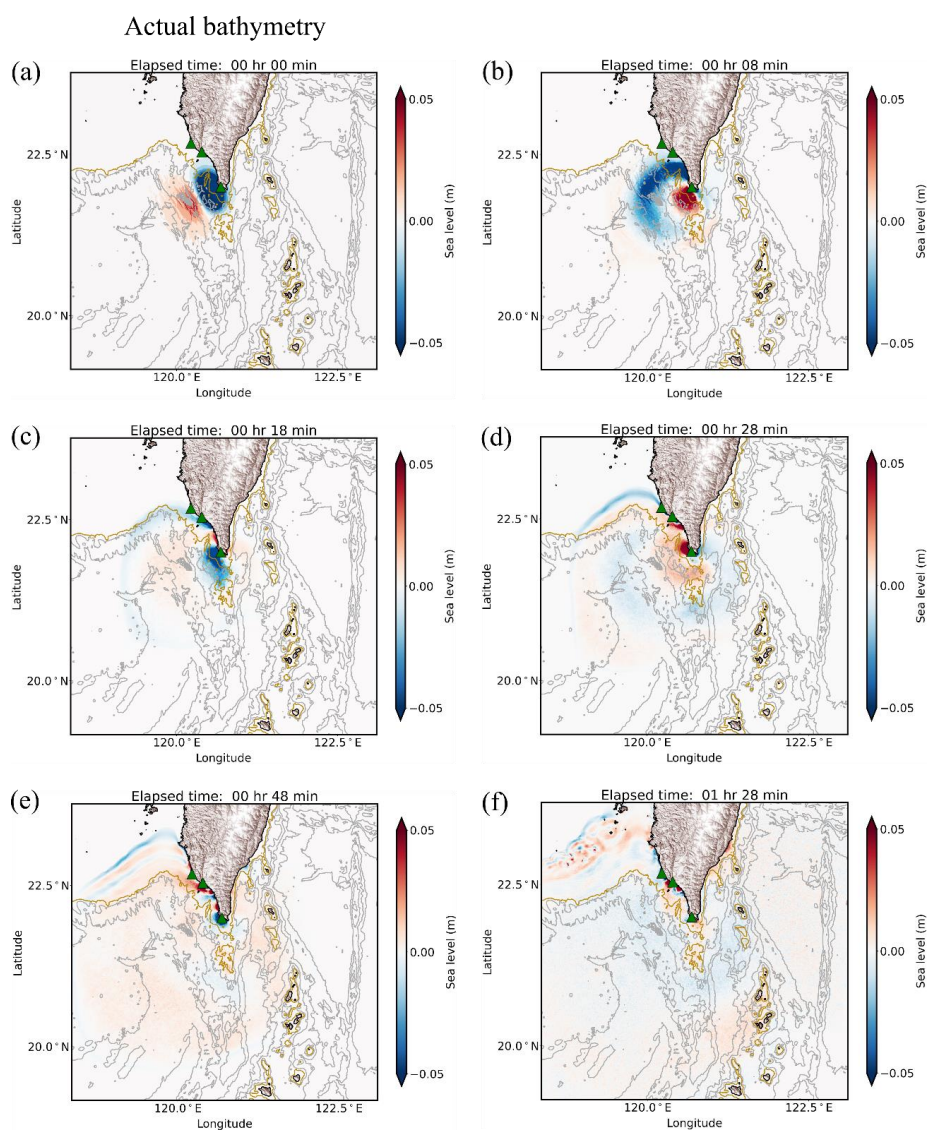 Actual bathymetry
(a)
Elapsed time: 00 hr 00 min
22.5°N
20.0°N
Latitude
120.0°E
122.5°E
Longitude
0.05
0.00
−0.05
Sea level (m)
(b)
Elapsed time: 00 hr 08 min
22.5°N
20.0°N
Latitude
120.0°E
122.5°E
Longitude
0.05
0.00
−0.05
Sea level (m)
(c)
Elapsed time: 00 hr 18 min
22.5°N
20.0°N
Latitude
120.0°E
122.5°E
Longitude
0.05
0.00
−0.05
Sea level (m)
(d)
Elapsed time: 00 hr 28 min
22.5°N
20.0°N
Latitude
120.0°E
122.5°E
Longitude
0.05
0.00
−0.05
Sea level (m)
(e)
Elapsed time: 00 hr 48 min
22.5°N
20.0°N
Latitude
120.0°E
122.5°E
Longitude
0.05
0.00
−0.05
Sea level (m)
(f)
Elapsed time: 01 hr 28 min
22.5°N
20.0°N
Latitude
120.0°E
122.5°E
Longitude
0.05
0.00
−0.05
Sea level (m)